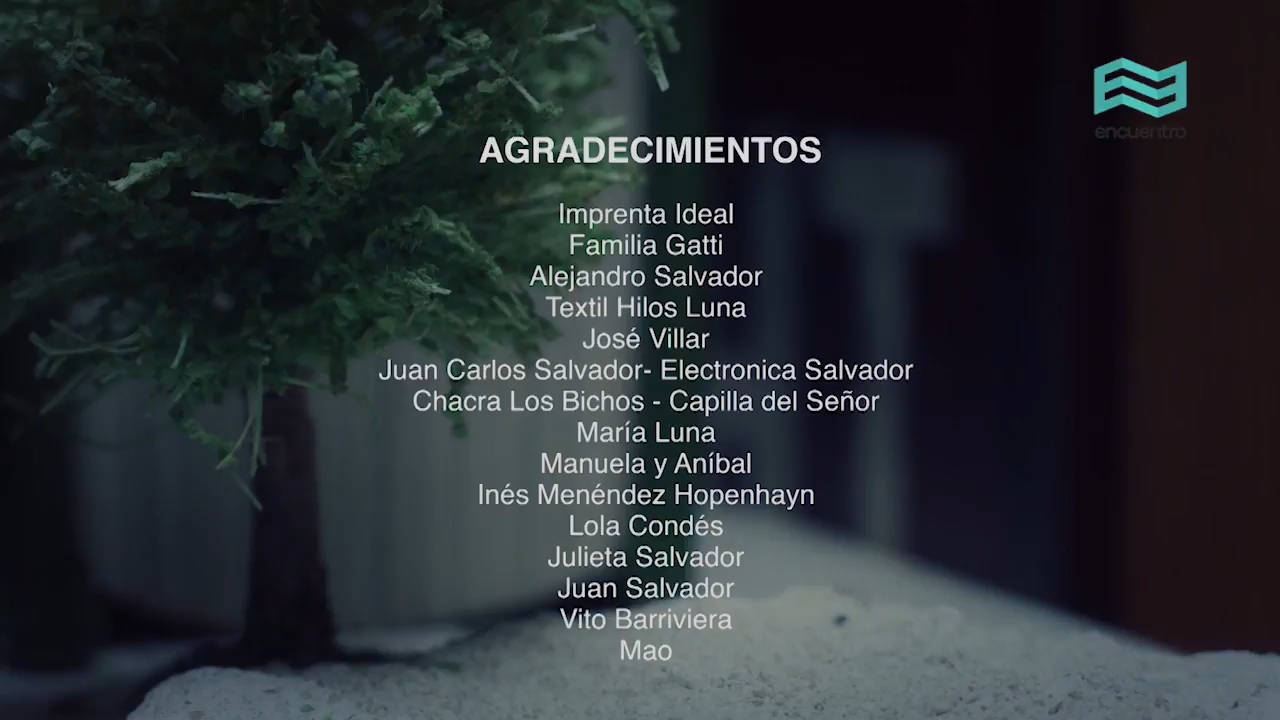 encuentro
AGRADECIMIENTOS
Imprenta Ideal
Familia Gatti
Alejandro Salvador
Textil Hilos Luna
José Villar
Juan Carlos Salvador- Electronica Salvador
Chacra Los Bichos - Capilla del Señor
María Luna
Manuela y Aníbal
Inés Menéndez Hopenhayn
Lola Condés
Julieta Salvador
Juan Salvador
Vito Barriviera
Mao